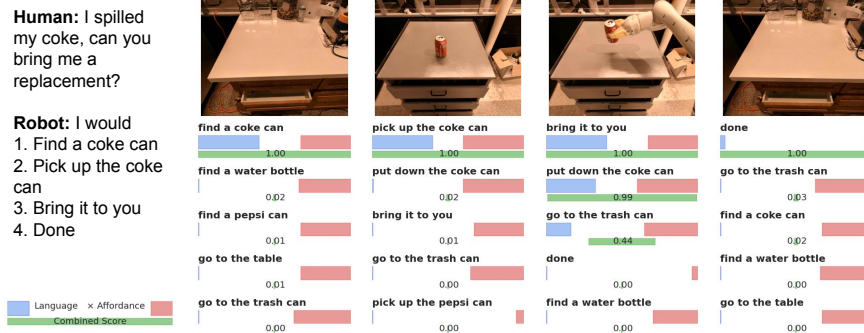 Human: I spilled
my coke, can you
bring me a
replacement?
Robot: I would
1. Find a coke can
2. Pick up the coke
can
3. Bring it to you
4. Done
Language × Affordance
Combined Score
find a coke can
1.00
find a water bottle
0.02
find a pepsi can
0.01
go to the table
0.01
go to the trash can
0.00
pick up the coke can
1.00
put down the coke can
0.02
bring it to you
0.01
go to the trash can
0.00
pick up the pepsi can
0.00
bring it to you
1.00
put down the coke can
0.99
go to the trash can
0.44
done
0.00
find a water bottle
0.00
done
1.00
go to the trash can
0.03
find a coke can
0.02
find a water bottle
0.00
go to the table
0.00